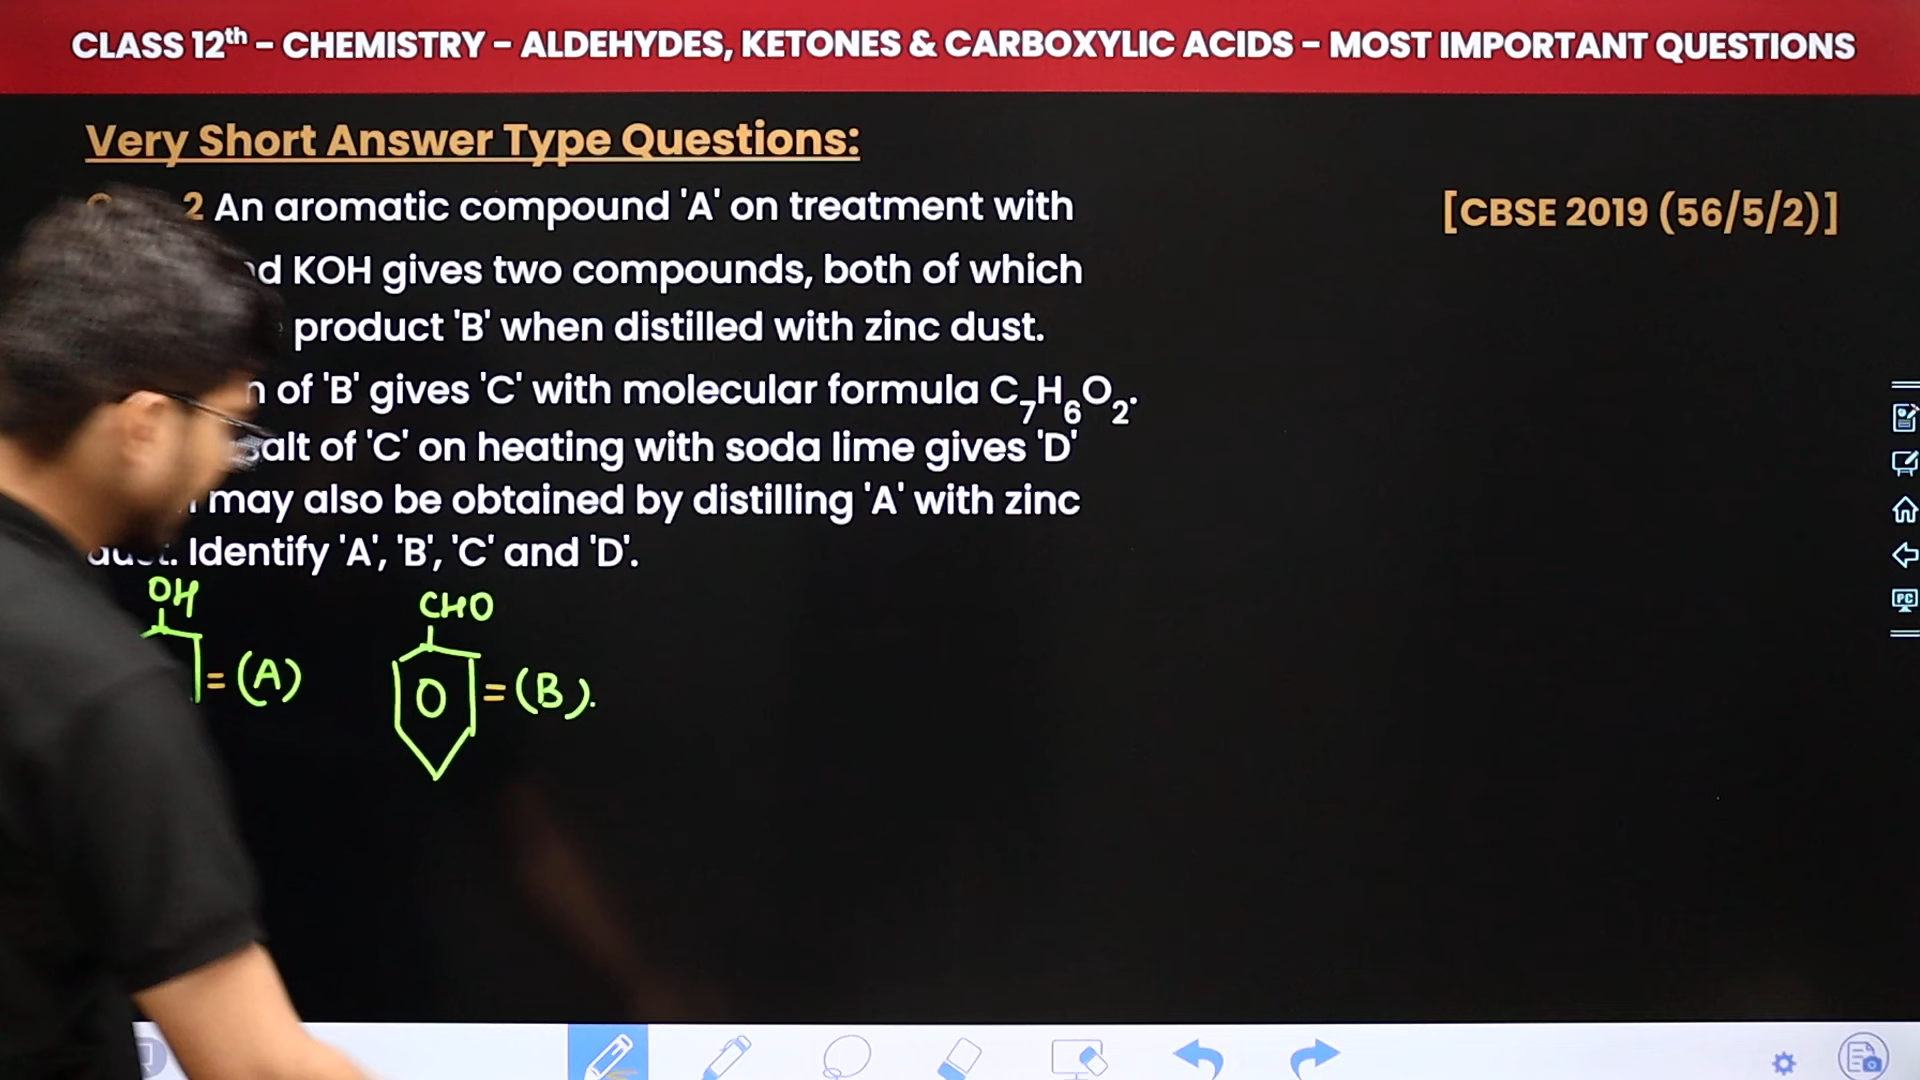 CLASS 12th - CHEMISTRY - ALDEHYDES, KETONES & CARBOXYLIC ACIDS - MOST IMPORTANT QUESTIONS
Very Short Answer Type Questions:
2 An aromatic compound 'A' on treatment with
[CBSE 2019 (56/5/2)]
KOH gives two compounds, both of which
product 'B' when distilled with zinc dust.
of 'B' gives 'C' with molecular formula C₇H₆O₂.
of 'C' on heating with soda lime gives 'D'
may also be obtained by distilling 'A' with zinc
Identify 'A', 'B', 'C' and 'D'.
OH
= (A)
CHO
= (B).
PC